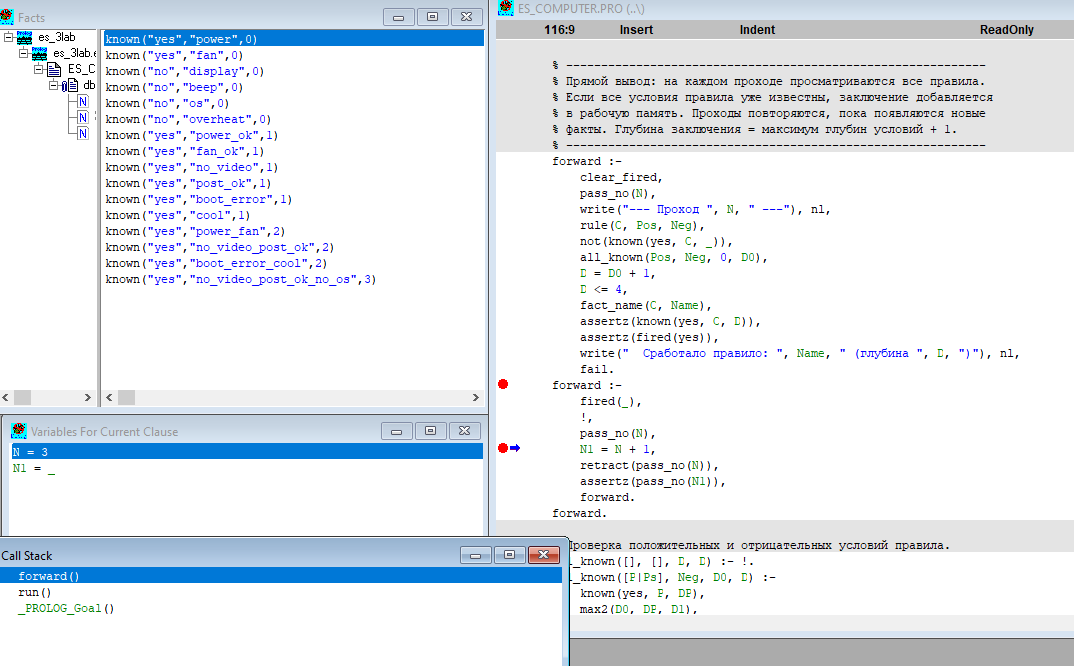 Facts
es_3lab
es_3lab.e
ES_C
db
N
N
N
known("yes","power",0)
known("yes","fan",0)
known("no","display",0)
known("no","beep",0)
known("no","os",0)
known("no","overheat",0)
known("yes","power_ok",1)
known("yes","fan_ok",1)
known("yes","no_video",1)
known("yes","post_ok",1)
known("yes","boot_error",1)
known("yes","cool",1)
known("yes","power_fan",2)
known("yes","no_video_post_ok",2)
known("yes","boot_error_cool",2)
known("yes","no_video_post_ok_no_os",3)
Variables For Current Clause
N = 3
N1 = _
Call Stack
forward()
run()
_PROLOG_Goal()
ES_COMPUTER.PRO (..\)
116:9 Insert Indent ReadOnly
% ----------------------------------------------------------
% Прямой вывод: на каждом проходе просматриваются все правила.
% Если все условия правила уже известны, заключение добавляется
% в рабочую память. Проходы повторяются, пока появляются новые
% факты. Глубина заключения = максимум глубин условий + 1.
% ----------------------------------------------------------
forward :-
clear_fired,
pass_no(N),
write("--- Проход ", N, " ---"), nl,
rule(C, Pos, Neg),
not(known(yes, C, _)),
all_known(Pos, Neg, 0, D0),
D = D0 + 1,
D <= 4,
fact_name(C, Name),
assertz(known(yes, C, D)),
assertz(fired(yes)),
write("  Сработало правило: ", Name, " (глубина ", D, ")"), nl,
fail.
forward :-
fired(_),
!,
pass_no(N),
N1 = N + 1,
retract(pass_no(N)),
assertz(pass_no(N1)),
forward.
forward.
Проверка положительных и отрицательных условий правила.
l_known([], [], D, D) :- !.
l_known([P|Ps], Neg, D0, D) :-
known(yes, P, DP),
max2(D0, DP, D1),